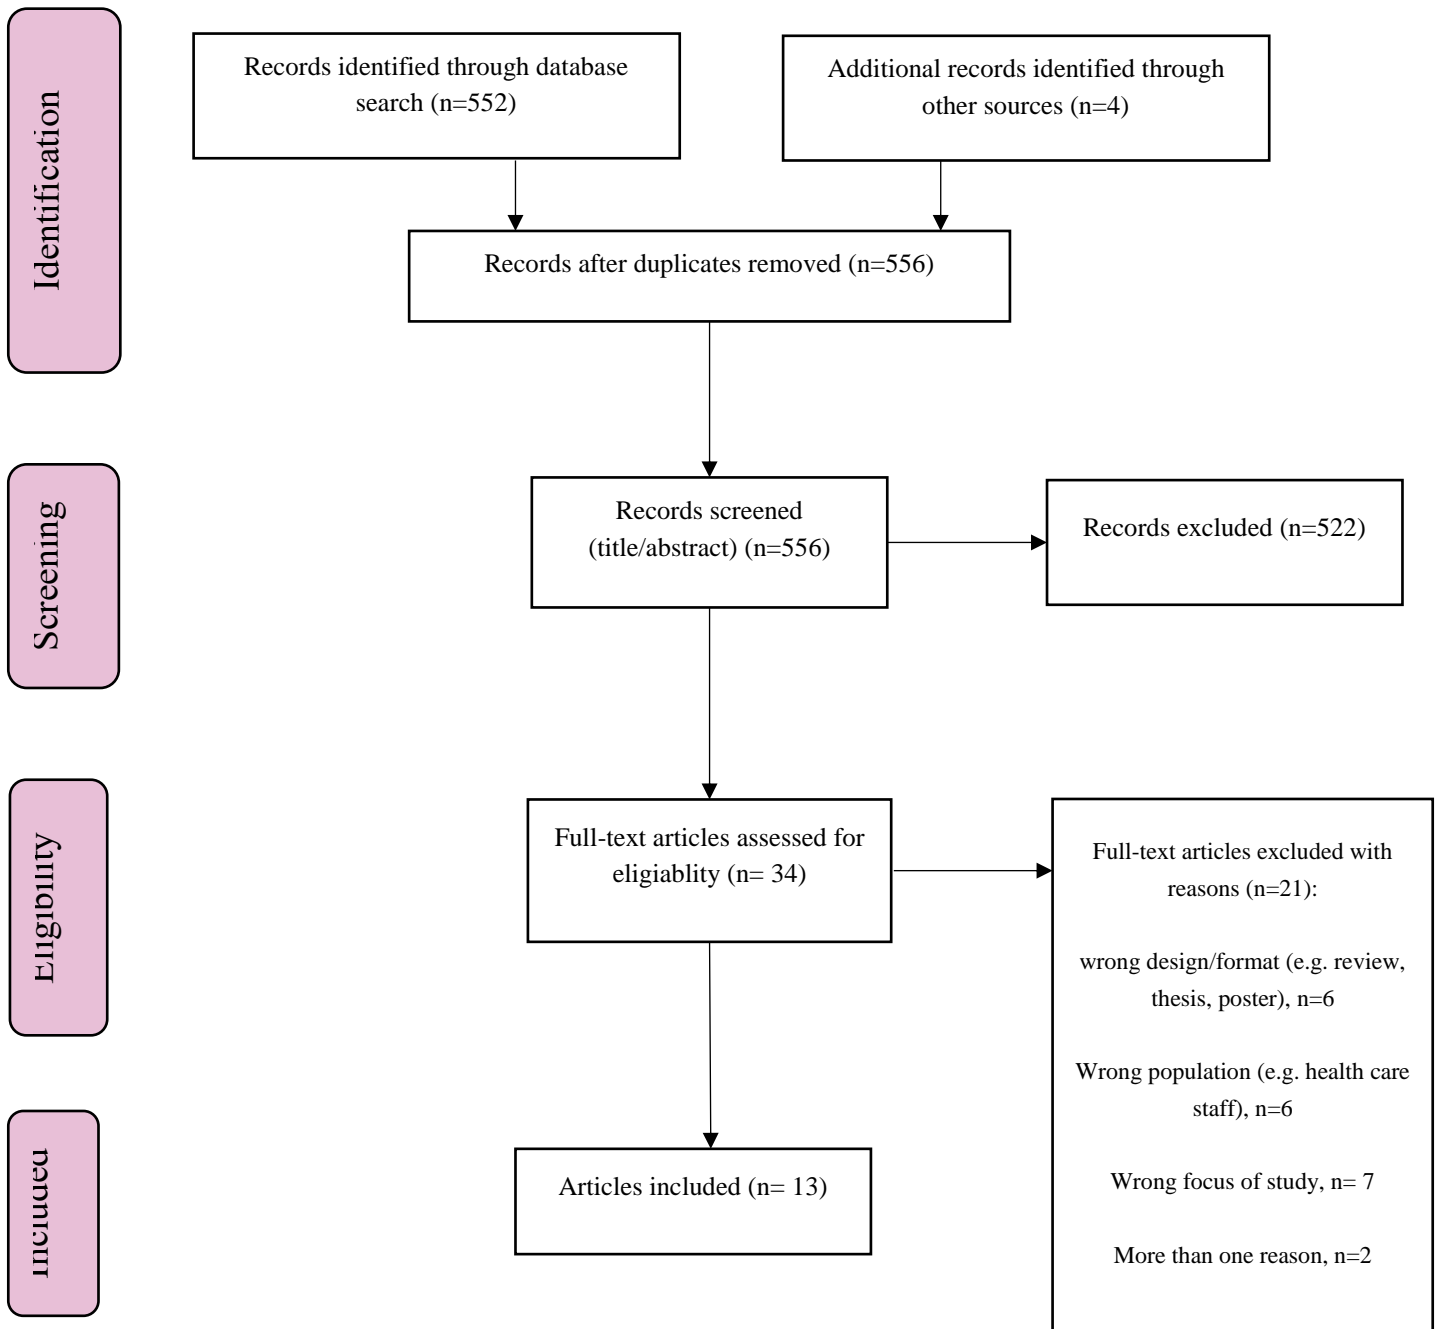 Identification
Records identified through database
search (n=552)
Additional records identified through
other sources (n=4)
Records after duplicates removed (n=556)
Screening
Records screened
(title/abstract) (n=556)
Records excluded (n=522)
Eligibility
Full-text articles assessed for
eligiablity (n= 34)
Full-text articles excluded with
reasons (n=21):
wrong design/format (e.g. review,
thesis, poster), n=6
Wrong population (e.g. health care
staff), n=6
Wrong focus of study, n= 7
More than one reason, n=2
Included
Articles included (n= 13)